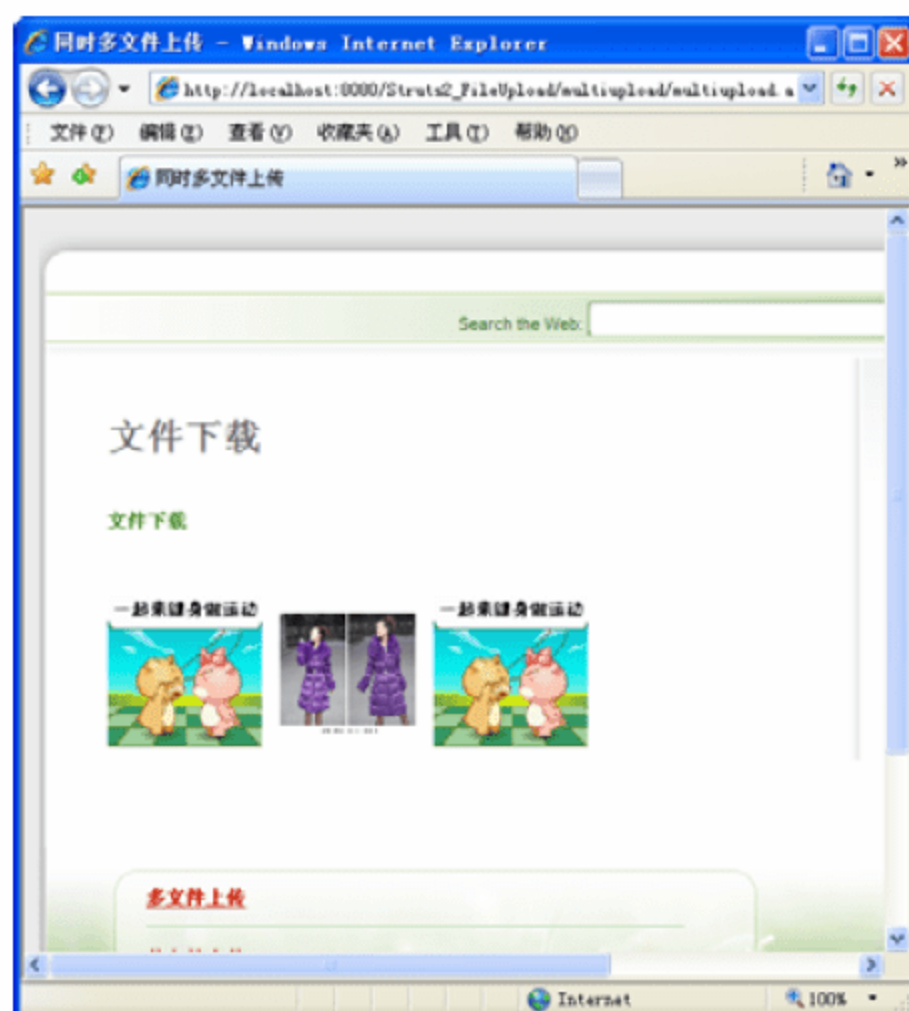 同时多文件上传 - Windows Internet Explorer
http://localhost:8080/Struts2_FileUpload/multiupload/multiupload.a
文件(F) 编辑(E) 查看(V) 收藏夹(A) 工具(T) 帮助(H)
同时多文件上传
Search the Web:
文件下载
文件下载
一起来健身做运动 一起来健身做运动
多文件上传
Internet 100%